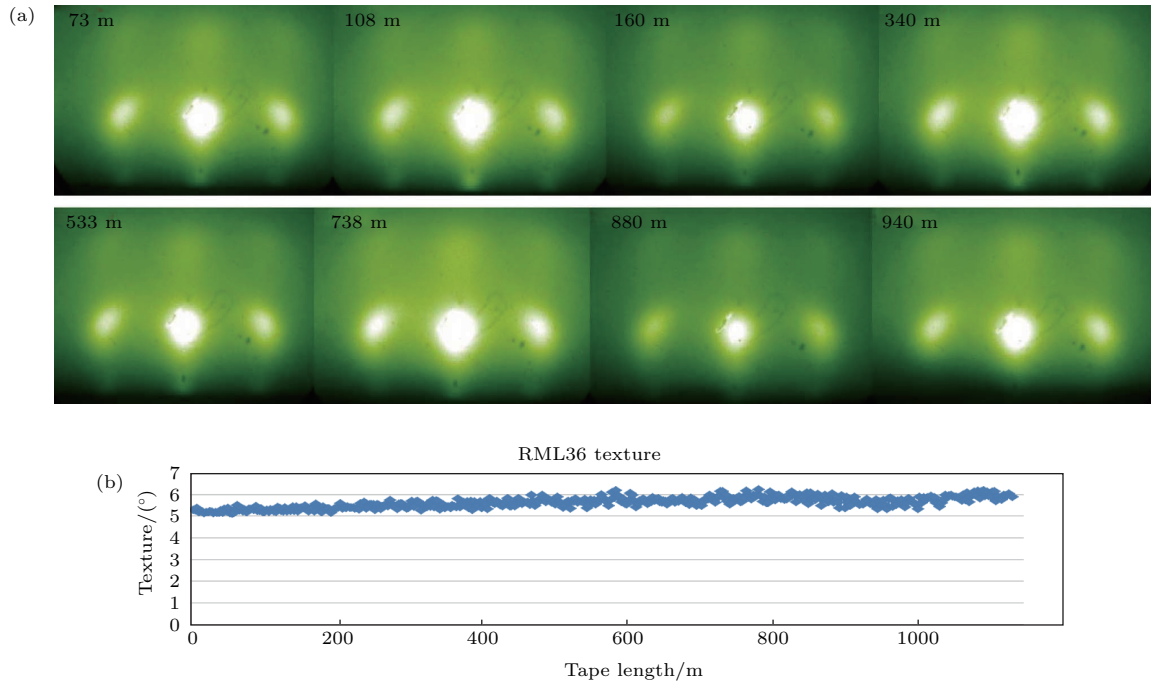 (a)
73 m
108 m
160 m
340 m
533 m
738 m
880 m
940 m
RML36 texture
(b)
Texture/(°)
7
6
5
4
3
2
1
0
0
200
400
600
800
1000
Tape length/m